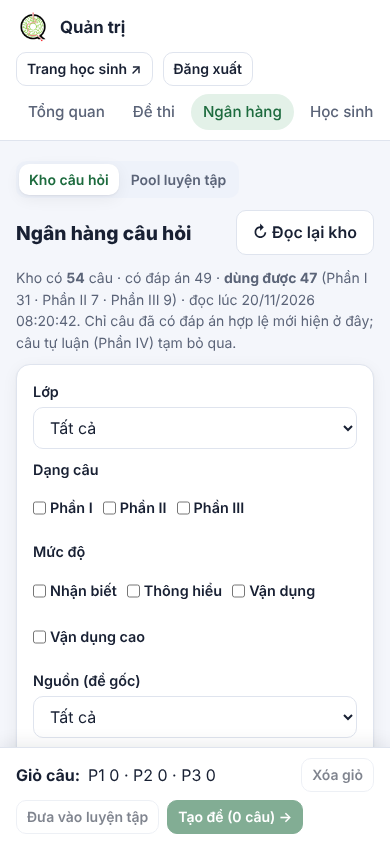 Quản trị
Trang học sinh ↗ Đăng xuất
Tổng quan Đề thi Ngân hàng Học sinh
Kho câu hỏi Pool luyện tập
Ngân hàng câu hỏi ↻ Đọc lại kho
Kho có 54 câu · có đáp án 49 · dùng được 47 (Phần I
31 · Phần II 7 · Phần III 9) · đọc lúc 20/11/2026
08:20:42. Chỉ câu đã có đáp án hợp lệ mới hiện ở đây;
câu tự luận (Phần IV) tạm bỏ qua.
Lớp
Tất cả
Dạng câu
Phần I Phần II Phần III
Mức độ
Nhận biết Thông hiểu Vận dụng
Vận dụng cao
Nguồn (đề gốc)
Tất cả
Giỏ câu: P1 0 · P2 0 · P3 0 Xóa giỏ
Đưa vào luyện tập Tạo đề (0 câu) →